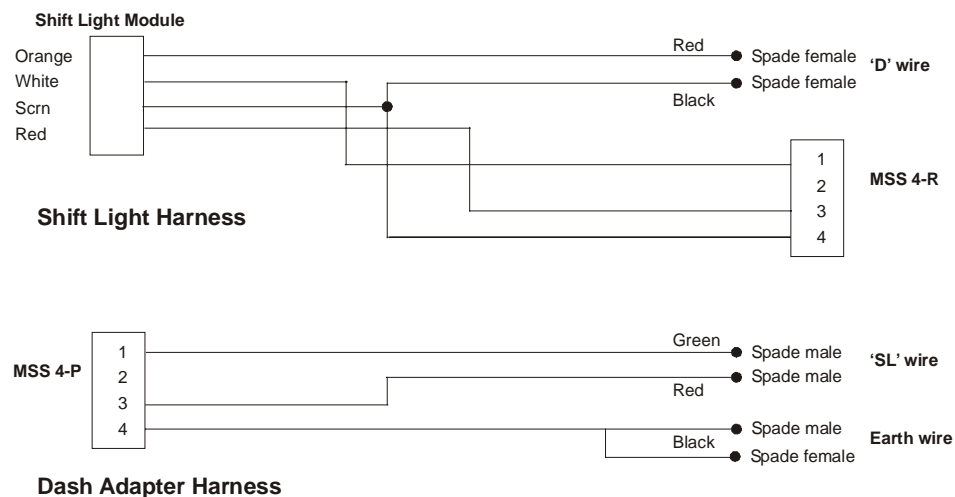 Shift Light Module
Orange
White
Scrn
Red
Red
Spade female
Spade female
'D' wire
Black
1
2
3
4
MSS 4-R
Shift Light Harness
MSS 4-P
1
2
3
4
Green
Spade male
Spade male
'SL' wire
Red
Spade male
Black
Spade female
Earth wire
Dash Adapter Harness